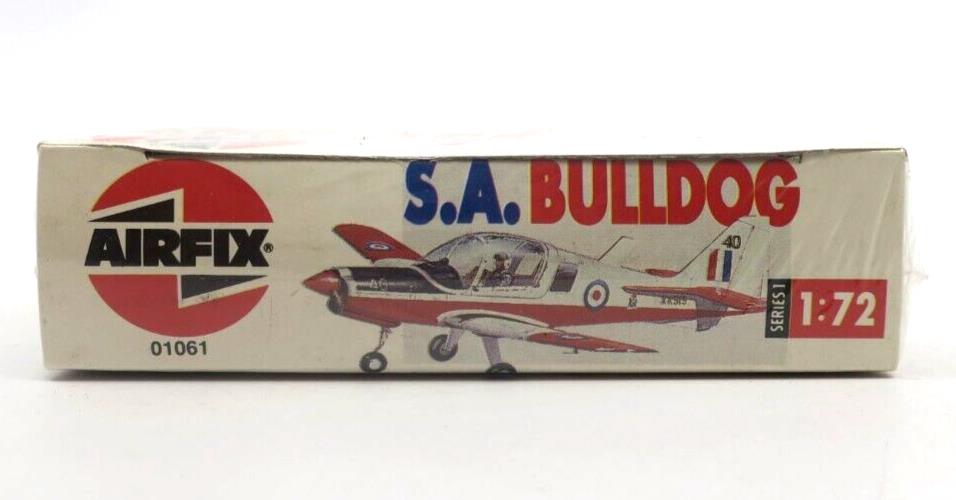 S.A. BULLDOG
AIRFIX®
40
SERIES 1
1:72
01061